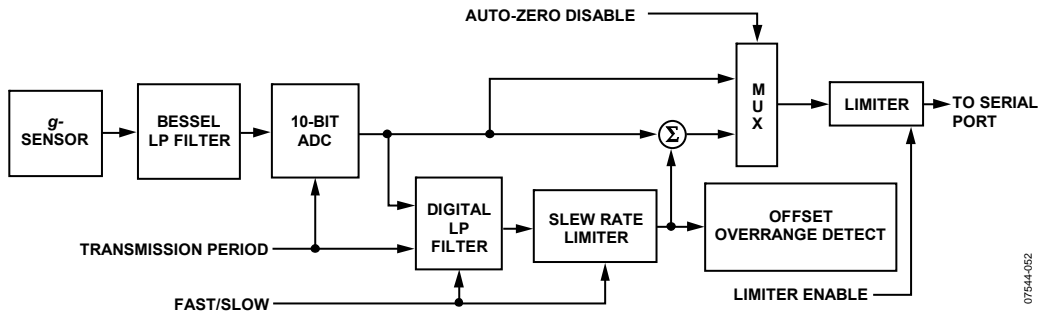 AUTO-ZERO DISABLE
g-
SENSOR
BESSEL
LP FILTER
10-BIT
ADC
Σ
M
U
X
LIMITER
TO SERIAL
PORT
TRANSMISSION PERIOD
DIGITAL
LP
FILTER
SLEW RATE
LIMITER
OFFSET
OVERRANGE DETECT
FAST/SLOW
LIMITER ENABLE
07544-052